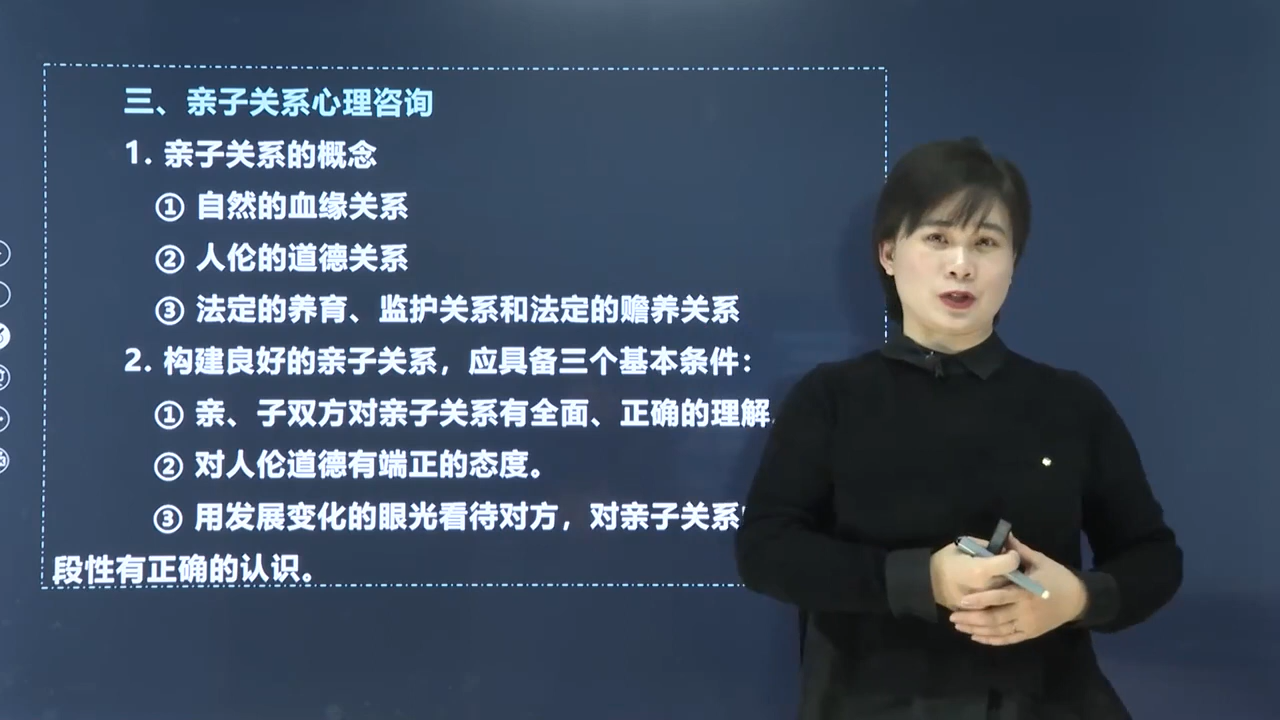 三、亲子关系心理咨询
1. 亲子关系的概念
① 自然的血缘关系
② 人伦的道德关系
③ 法定的养育、监护关系和法定的赡养关系
2. 构建良好的亲子关系，应具备三个基本条件：
① 亲、子双方对亲子关系有全面、正确的理解
② 对人伦道德有端正的态度。
③ 用发展变化的眼光看待对方，对亲子关系
段性有正确的认识。